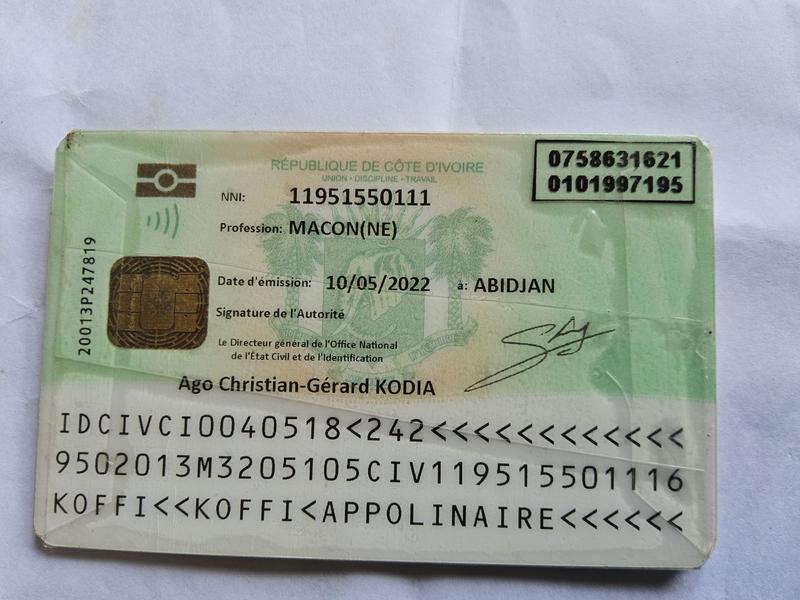 RÉPUBLIQUE DE CÔTE D'IVOIRE
UNION - DISCIPLINE - TRAVAIL
0758631621
0101997195
NNI: 11951550111
Profession: MACON(NE)
20013P247819
Date d'émission: 10/05/2022 à: ABIDJAN
Signature de l'Autorité
Le Directeur général de l'Office National
de l'État Civil et de l'Identification
Ago Christian-Gérard KODIA
IDCIVCI0040518<242<<<<<<<<<<<<
9502013M3205105CIV119515501116
KOFFI<<KOFFI<APPOLINAIRE<<<<<<